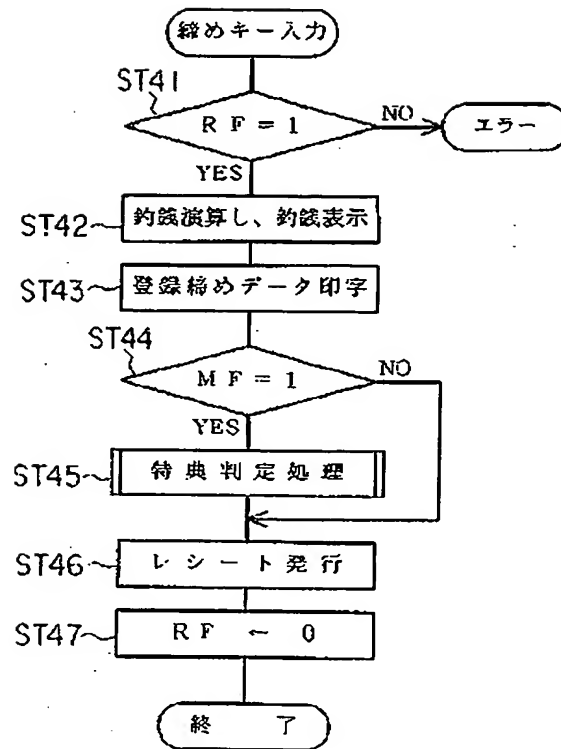 締めキー入力
ST41
RF=1
NO
エラー
YES
ST42
釣銭演算し、釣銭表示
ST43
登録締めデータ印字
ST44
MF=1
NO
YES
ST45
特典判定処理
ST46
レシート発行
ST47
RF ← 0
終 了